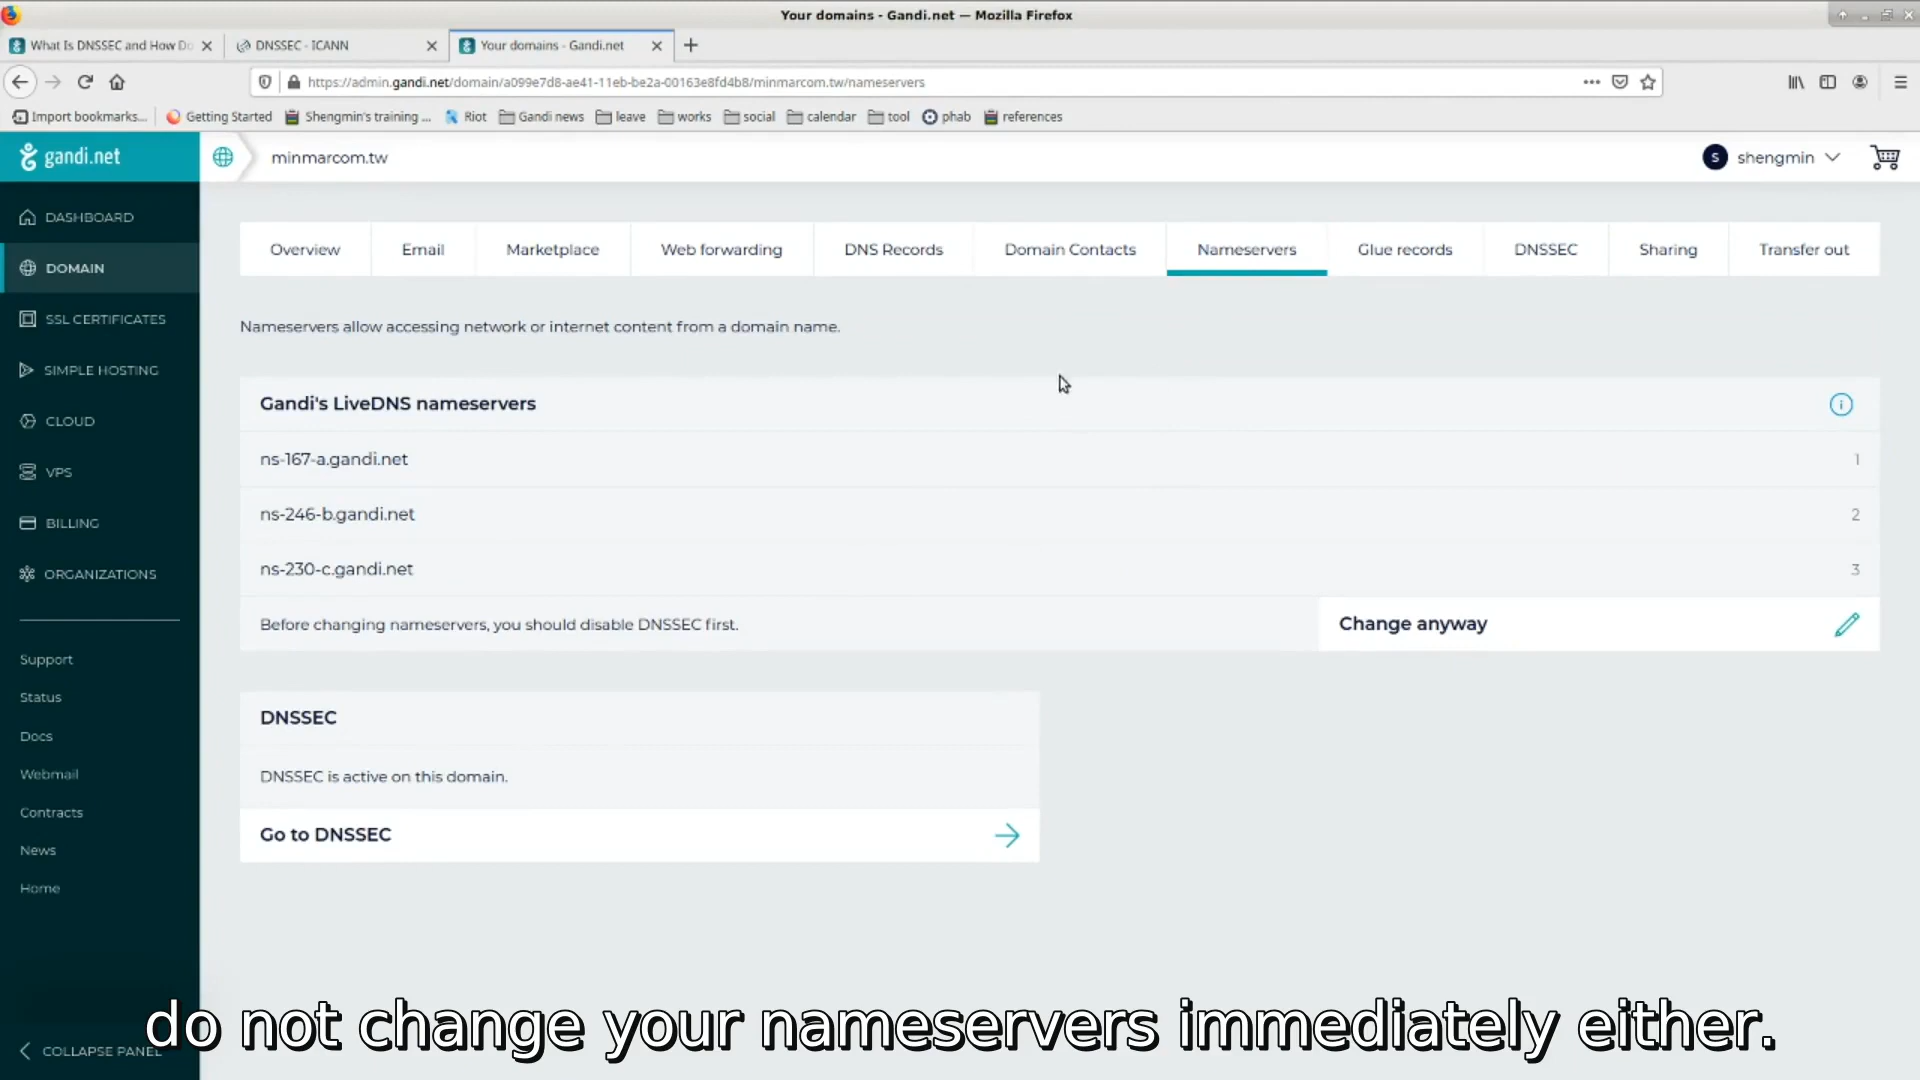 Your domains - Gandi.net — Mozilla Firefox
What Is DNSSEC and How Do
DNSSEC - ICANN
Your domains - Gandi.net
https://admin.gandi.net/domain/a099e7d8-ae41-11eb-be2a-00163e8fd4b8/minmarcom.tw/nameservers
Import bookmarks... Getting Started Shengmin's training ... Riot Gandi news leave works social calendar tool phab references
gandi.net
minmarcom.tw
S shengmin
DASHBOARD
DOMAIN
SSL CERTIFICATES
SIMPLE HOSTING
CLOUD
VPS
BILLING
ORGANIZATIONS
Support
Status
Docs
Webmail
Contracts
News
Home
COLLAPSE PANEL
Overview Email Marketplace Web forwarding DNS Records Domain Contacts Nameservers Glue records DNSSEC Sharing Transfer out
Nameservers allow accessing network or internet content from a domain name.
Gandi's LiveDNS nameservers
ns-167-a.gandi.net 1
ns-246-b.gandi.net 2
ns-230-c.gandi.net 3
Before changing nameservers, you should disable DNSSEC first. Change anyway
DNSSEC
DNSSEC is active on this domain.
Go to DNSSEC
do not change your nameservers immediately either.